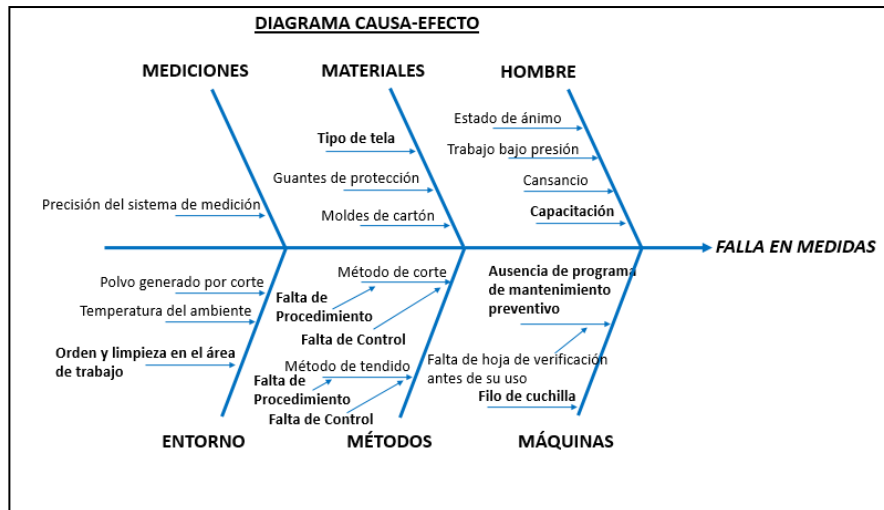 DIAGRAMA CAUSA-EFECTO
MEDICIONES
MATERIALES
HOMBRE
Precisión del sistema de medición
Tipo de tela
Guantes de protección
Moldes de cartón
Estado de ánimo
Trabajo bajo presión
Cansancio
Capacitación
FALLA EN MEDIDAS
Polvo generado por corte
Temperatura del ambiente
Orden y limpieza en el área
de trabajo
Método de corte
Falta de
Procedimiento
Falta de Control
Método de tendido
Falta de
Procedimiento
Falta de Control
Ausencia de programa
de mantenimiento
preventivo
Falta de hoja de verificación
antes de su uso
Filo de cuchilla
ENTORNO
MÉTODOS
MÁQUINAS